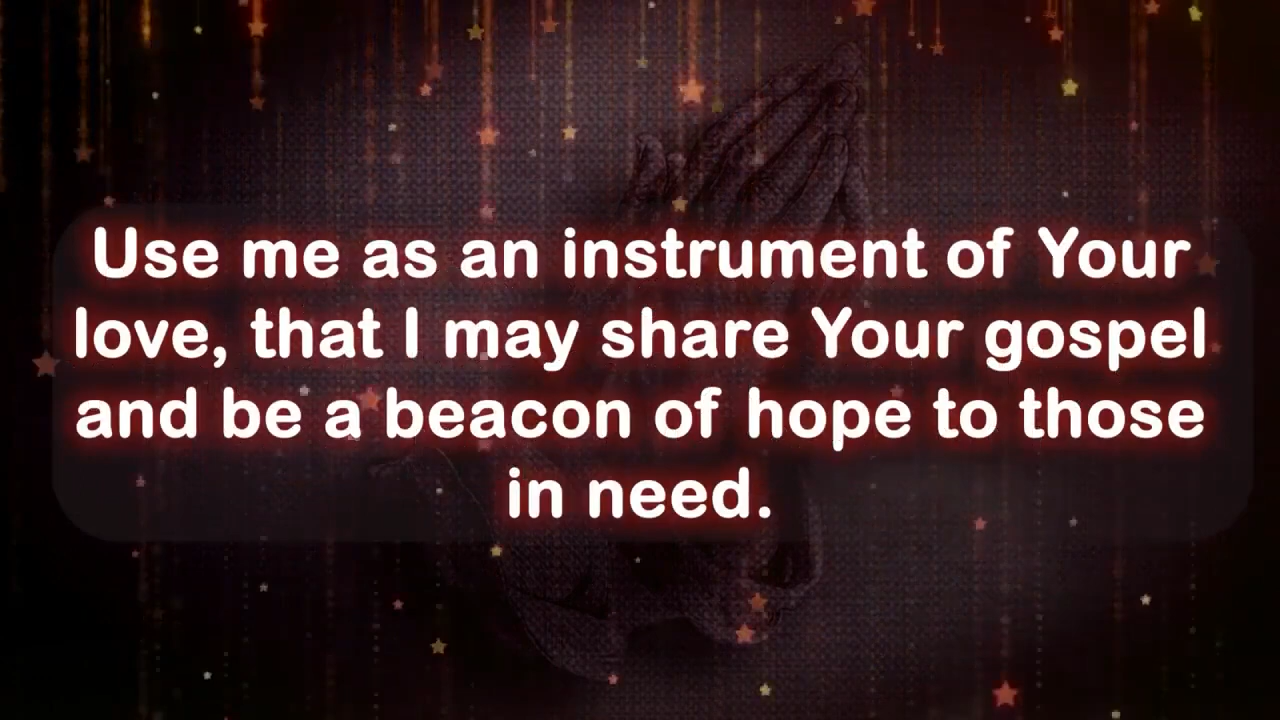 Use me as an instrument of Your
love, that I may share Your gospel
and be a beacon of hope to those
in need.